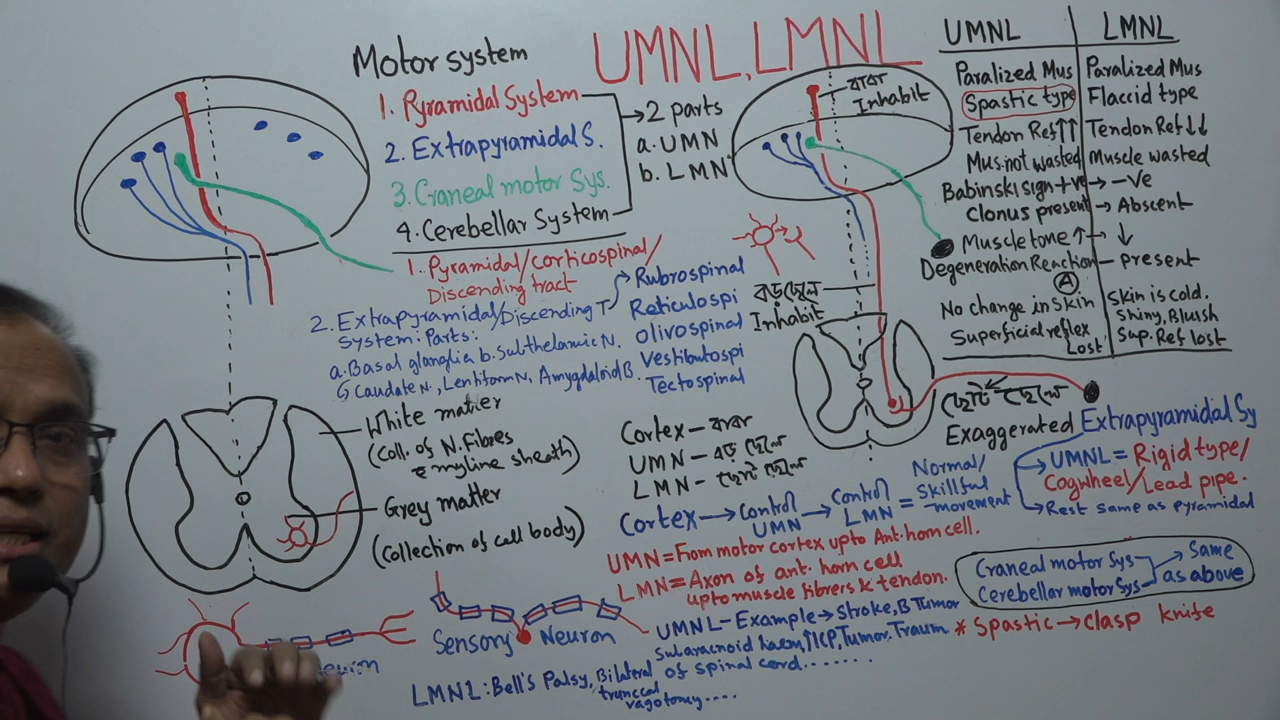 Motor system
UMNL, LMNL
1. Pyramidal System
2. Extrapyramidal S.
3. Craneal motor Sys.
4. Cerebellar System
2 parts
a. UMN
b. LMN
1. Pyramidal/corticospinal/
Discending tract
2. Extrapyramidal/Discending T
System: Parts:
a. Basal glanglia b. Subthelamic N.
G Caudate N., Lentiform N, Amygdaloid B.
Rubrospinal
Reticulospi
Olivospinal
Vestibulospi
Tectospinal
White matter
(Coll. of N. Fibres
c myline sheath)
Grey matter
(Collection of cell body)
বাবা
Inhabit
বড় ছেলে
Inhabit
ছোট ছেলে
Exaggerated
Cortex – বাবা
UMN – বড় ছেলে
LMN – ছোট ছেলে
Cortex → Control UMN → Control LMN = Normal/ Skillful movement
UMN = From motor cortex upto Ant. horn cell.
LMN = Axon of ant. horn cell
upto muscle fibrers & tendon.
UMNL – Example → Stroke, B Tumor
Subaracnoid haem, ↑ICP, Tumor, Traum
of spinal cord........
LMNL: Bell's Palsy, Bilateral
trunccal
vagotomy....
Sensory Neuron
Neuron
UMNL LMNL
Paralized Mus Paralized Mus
Spastic type Flaccid type
Tendon Ref↑↑ Tendon Ref↓↓
Mus. not wasted Muscle wasted
Babinski sign +ve → –Ve
Clonus present → Abscent
Muscle tone ↑ → ↓
Degeneration Reaction – Present
A
No change in Skin Skin is cold,
Shiny, Bluish
Superficial reflex Lost Sup. Ref lost
Extrapyramidal Sy
UMNL = Rigid type/
Cogwheel/Lead pipe.
Rest same as pyramidal
Craneal motor Sys
Cerebellar motor Sys
Same
as above
* Spastic → clasp knife